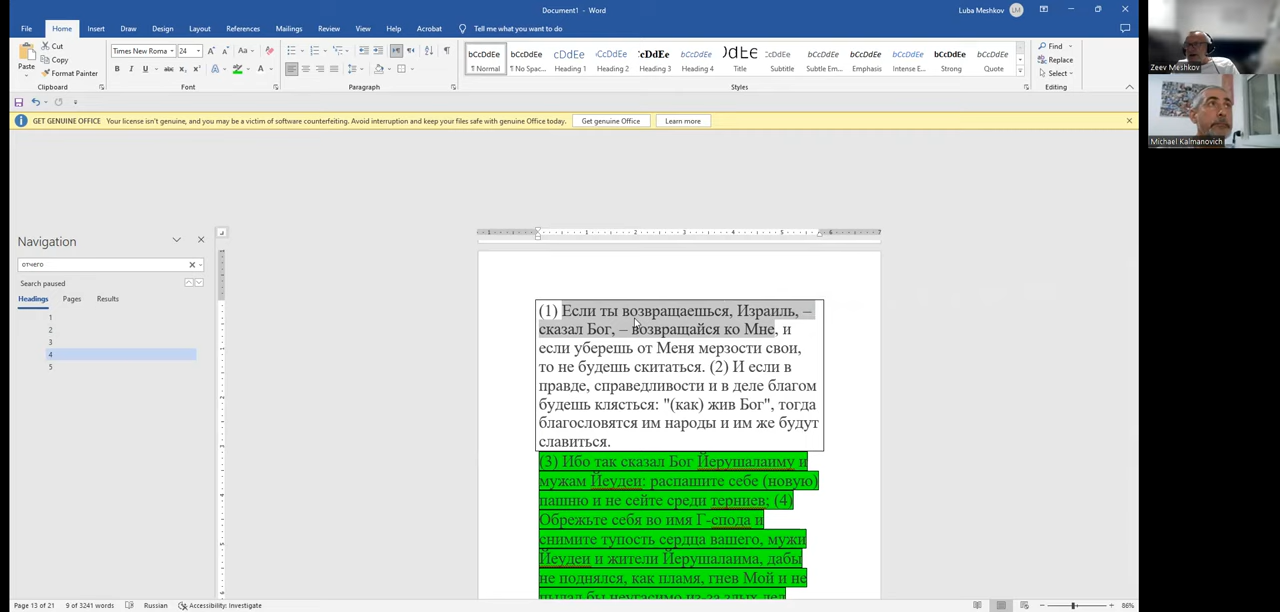 Document1 - Word
Luba Meshkov
LM
File Home Insert Draw Design Layout References Mailings Review View Help Acrobat Tell me what you want to do
Paste
Cut
Copy
Format Painter
Clipboard
Times New Roma
24
Font
Paragraph
¶ Normal
¶ No Spac...
Heading 1
Heading 2
Heading 3
Heading 4
Title
Subtitle
Subtle Em...
Emphasis
Intense E...
Strong
Quote
Styles
Find
Replace
Select
Editing
GET GENUINE OFFICE Your license isn't genuine, and you may be a victim of software counterfeiting. Avoid interruption and keep your files safe with genuine Office today. Get genuine Office Learn more
Navigation
отчего
Search paused
Headings Pages Results
1
2
3
4
5
(1) Если ты возвращаешься, Израиль, –
сказал Бог, – возвращайся ко Мне, и
если уберешь от Меня мерзости свои,
то не будешь скитаться. (2) И если в
правде, справедливости и в деле благом
будешь клясться: "(как) жив Бог", тогда
благословятся им народы и им же будут
славиться.
(3) Ибо так сказал Бог Йерушалаиму и
мужам Йеудеи: распашите себе (новую)
пашню и не сейте среди терниев; (4)
Обрежьте себя во имя Г-спода и
снимите тупость сердца вашего, мужи
Йеудеи и жители Йерушалаима, дабы
не поднялся, как пламя, гнев Мой и не
пылал бы неугасимо из-за злых дел
Page 13 of 21 9 of 3241 words Russian Accessibility: Investigate
86%
Zeev Meshkov
Michael Kalmanovich